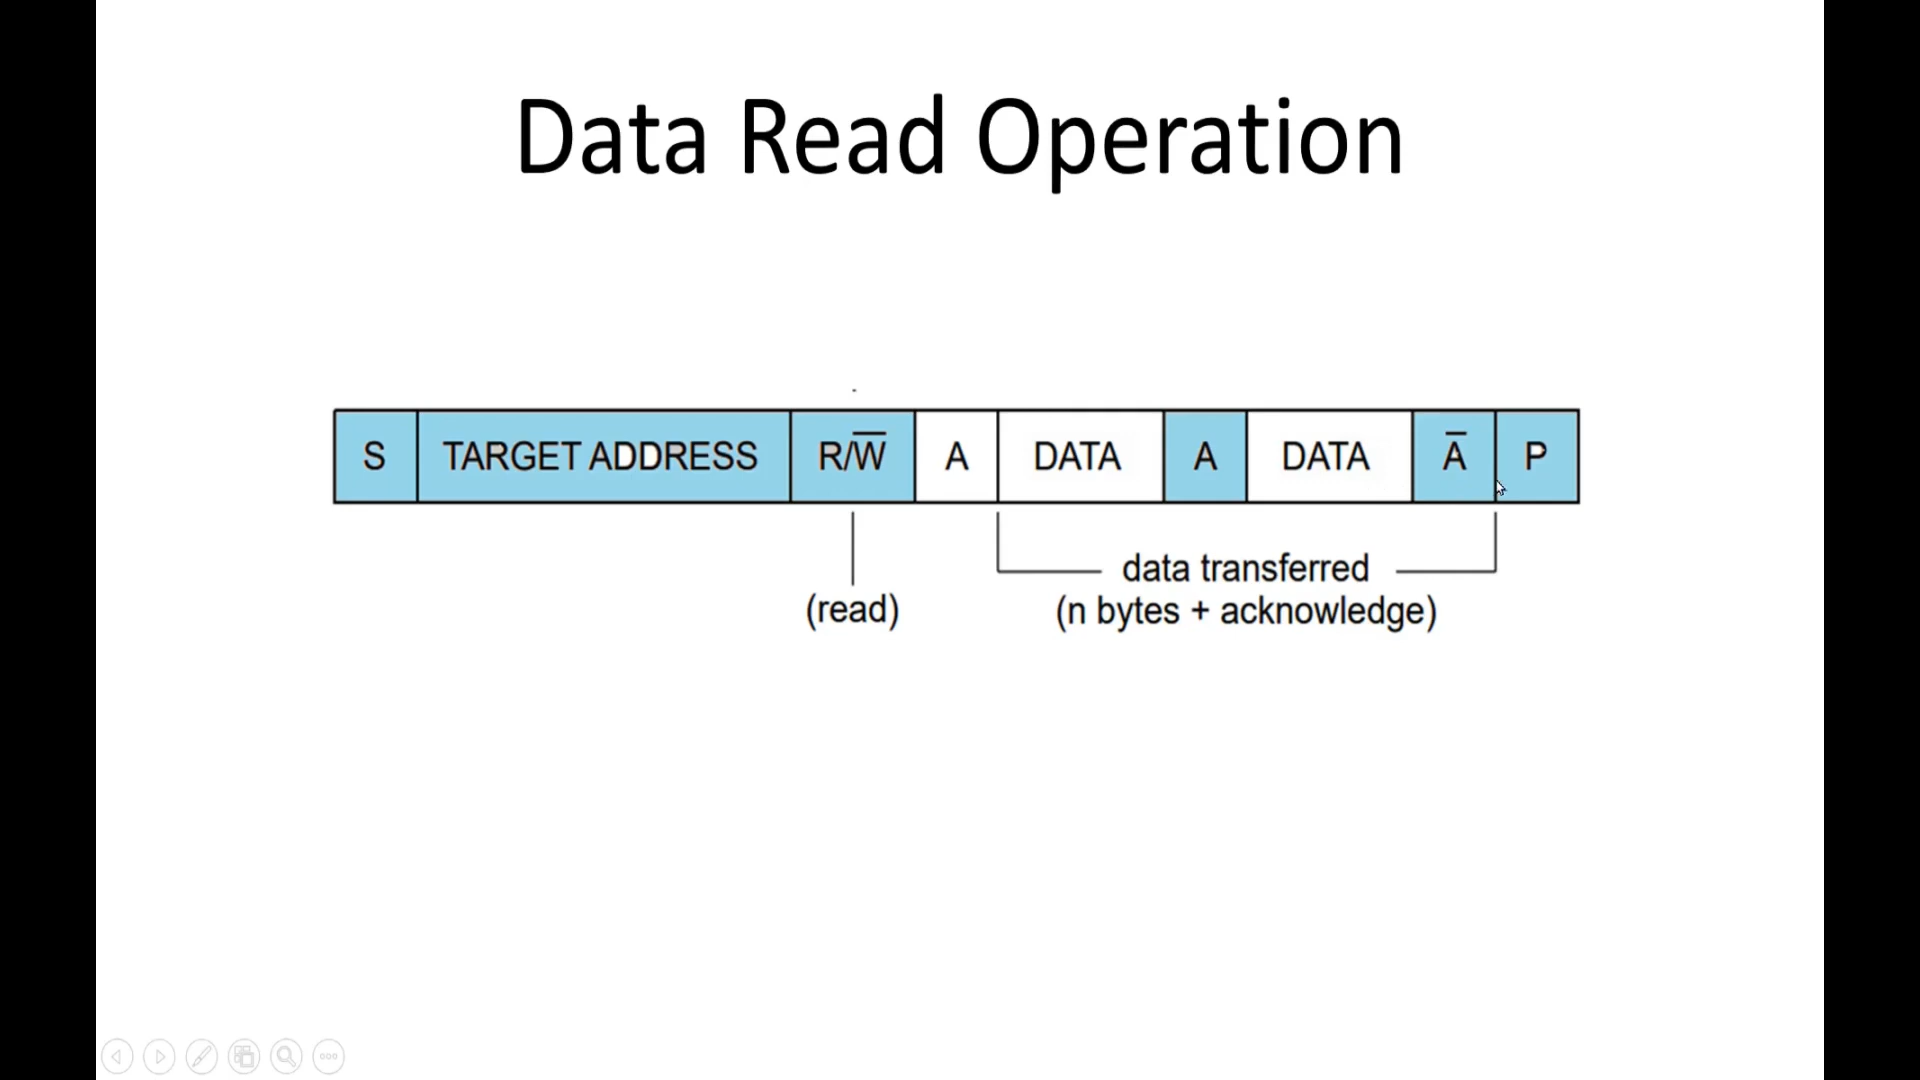 Data Read Operation
S TARGET ADDRESS R/W̅ A DATA A DATA A̅ P
(read)
data transferred
(n bytes + acknowledge)